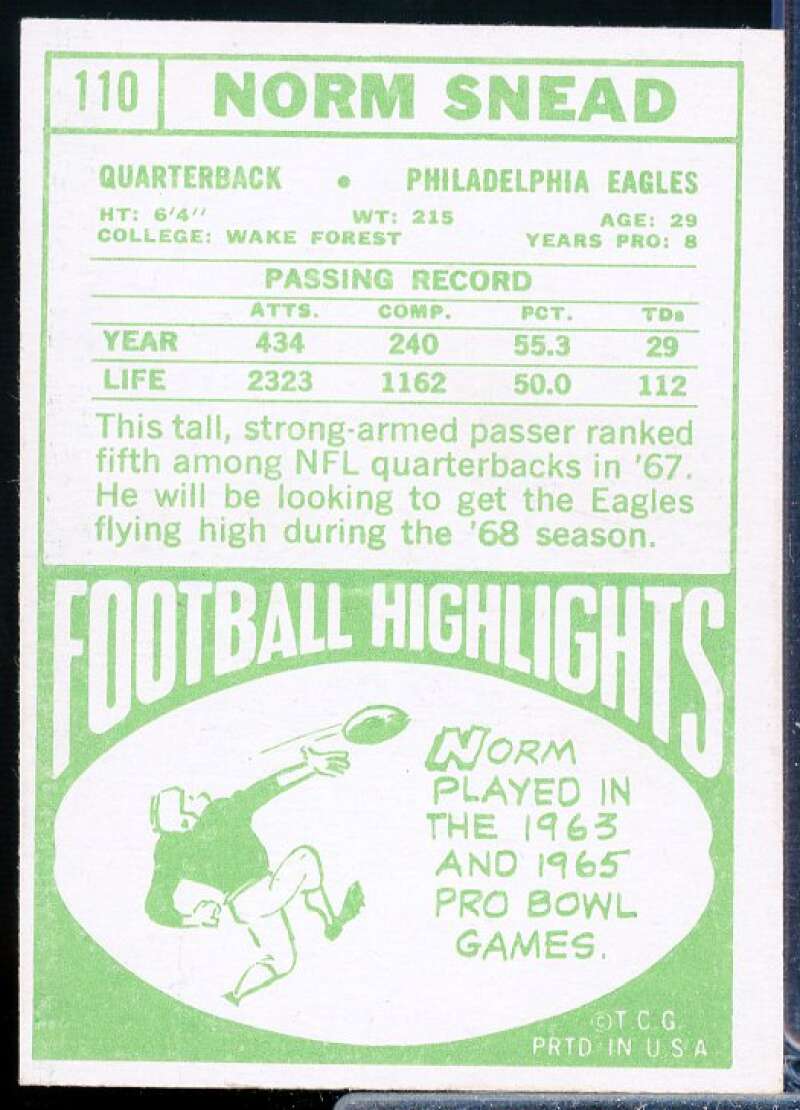 110 NORM SNEAD
QUARTERBACK • PHILADELPHIA EAGLES
HT: 6'4" WT: 215 AGE: 29
COLLEGE: WAKE FOREST YEARS PRO: 8
PASSING RECORD
ATTS. COMP. PCT. TDs
YEAR 434 240 55.3 29
LIFE 2323 1162 50.0 112
This tall, strong-armed passer ranked
fifth among NFL quarterbacks in '67.
He will be looking to get the Eagles
flying high during the '68 season.
FOOTBALL HIGHLIGHTS
NORM
PLAYED IN
THE 1963
AND 1965
PRO BOWL
GAMES.
©T.C.G.
PRTD IN U S A